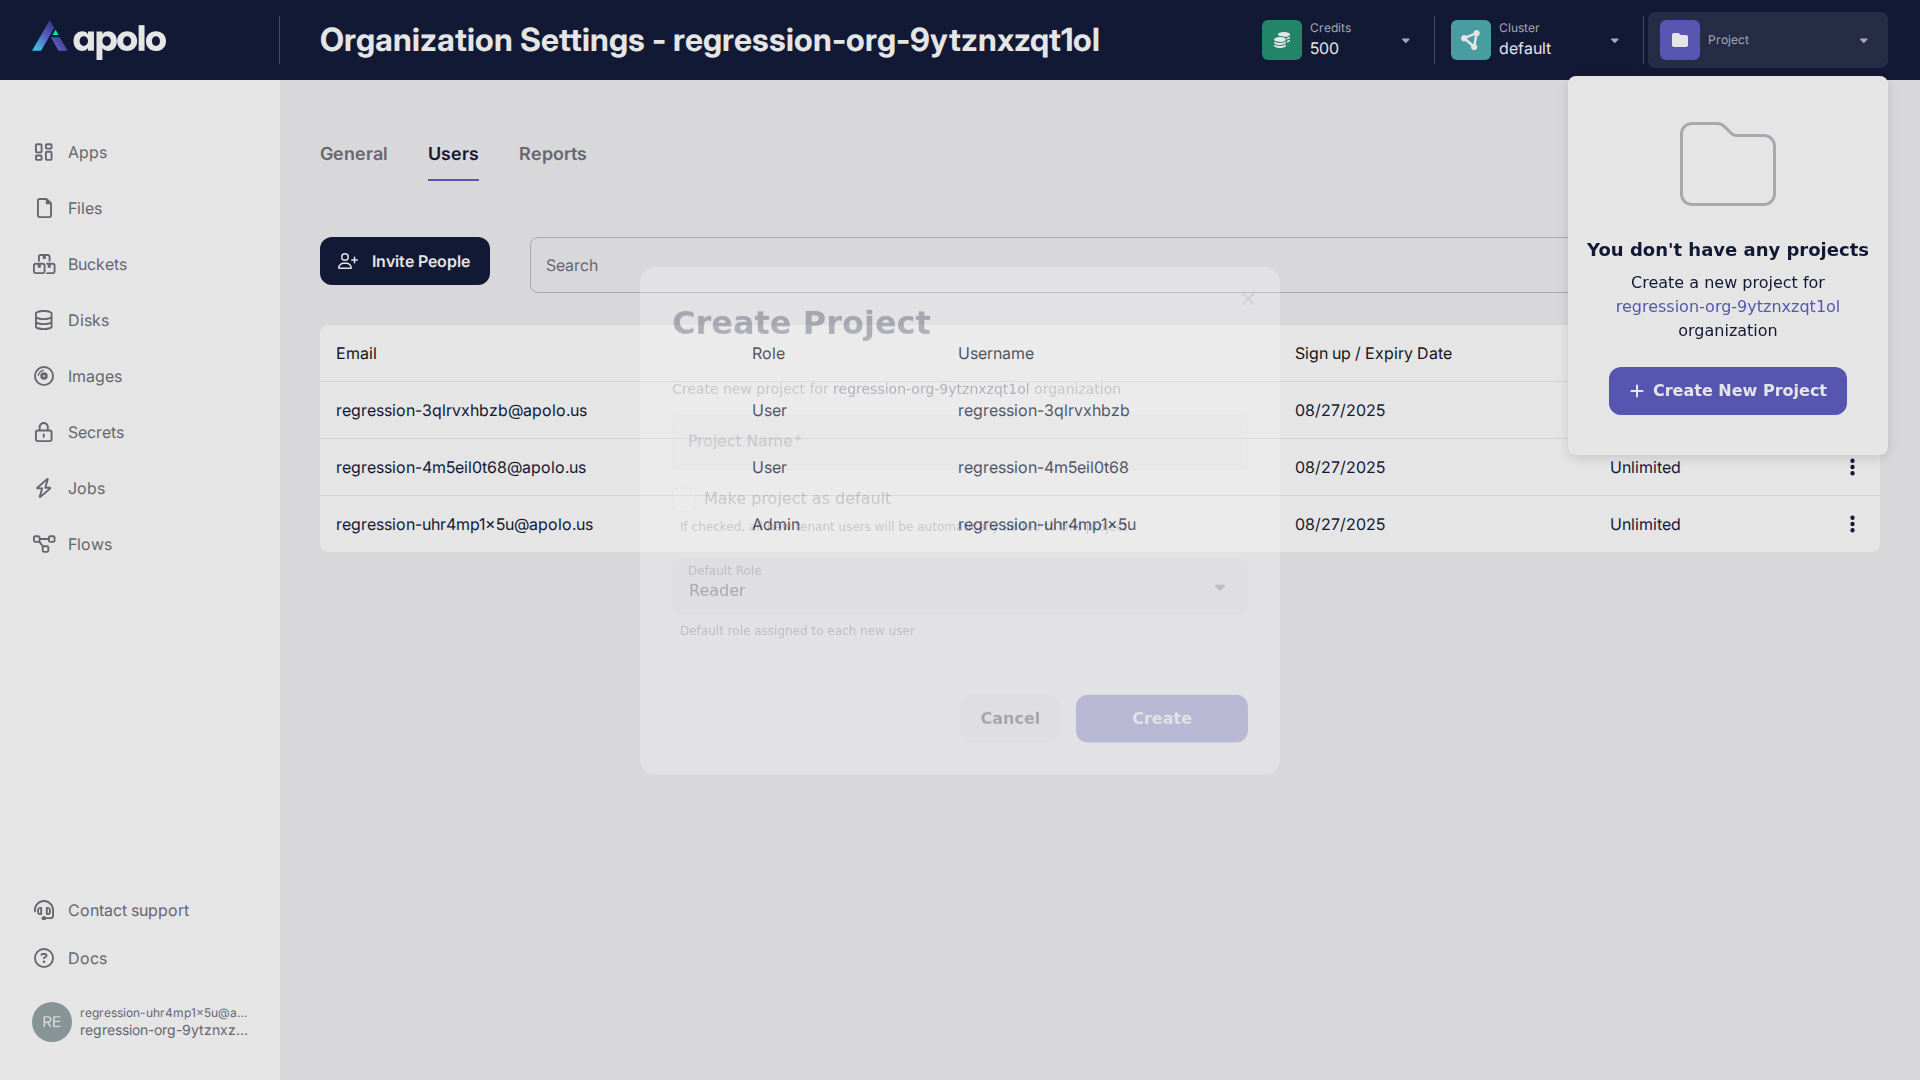 apolo
Organization Settings - regression-org-9ytznxzqt1ol
Credits
500
Cluster
default
Project
Apps
Files
Buckets
Disks
Images
Secrets
Jobs
Flows
Contact support
Docs
RE
regression-uhr4mp1x5u@a...
regression-org-9ytznxz...
General
Users
Reports
Invite People
Search
Email
Role
Username
Sign up / Expiry Date
regression-3qlrvxhbzb@apolo.us
User
regression-3qlrvxhbzb
08/27/2025
regression-4m5eil0t68@apolo.us
User
regression-4m5eil0t68
08/27/2025
Unlimited
regression-uhr4mp1x5u@apolo.us
Admin
regression-uhr4mp1x5u
08/27/2025
Unlimited
You don't have any projects
Create a new project for
regression-org-9ytznxzqt1ol
organization
Create New Project
Create Project
Create new project for regression-org-9ytznxzqt1ol organization
Project Name*
Make project as default
If checked, tenant users will be
Default Role
Reader
Default role assigned to each new user
Cancel
Create